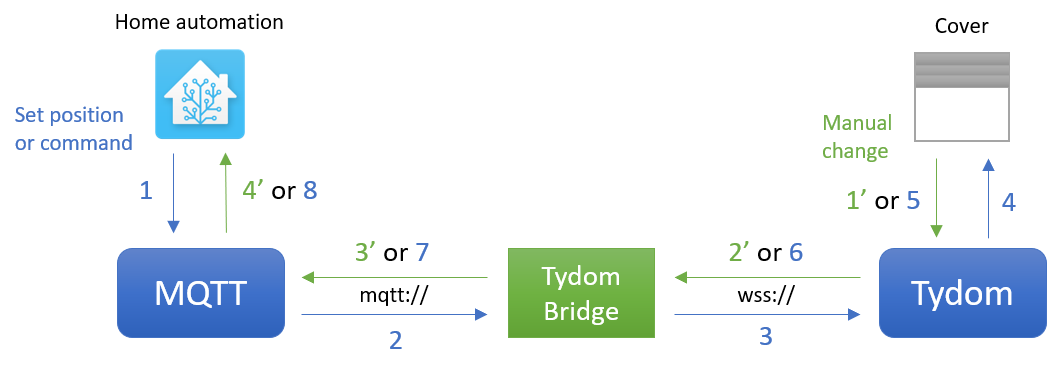 Home automation
Cover
Set position
or command
Manual
change
1
4’ or 8
1’ or 5
4
3’ or 7
2’ or 6
MQTT
mqtt://
Tydom
Bridge
wss://
Tydom
2
3